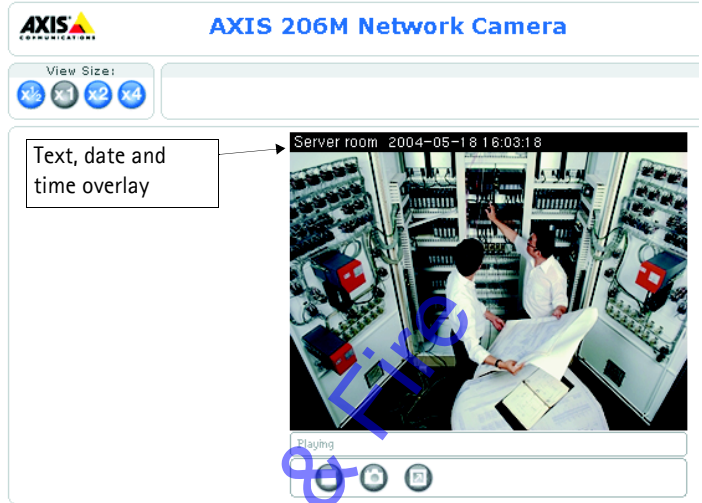 AXIS
COMMUNICATIONS
AXIS 206M Network Camera
View Size:
x½ x1 x2 x4
Text, date and
time overlay
Server room 2004-05-18 16:03:18
Playing
& Fire